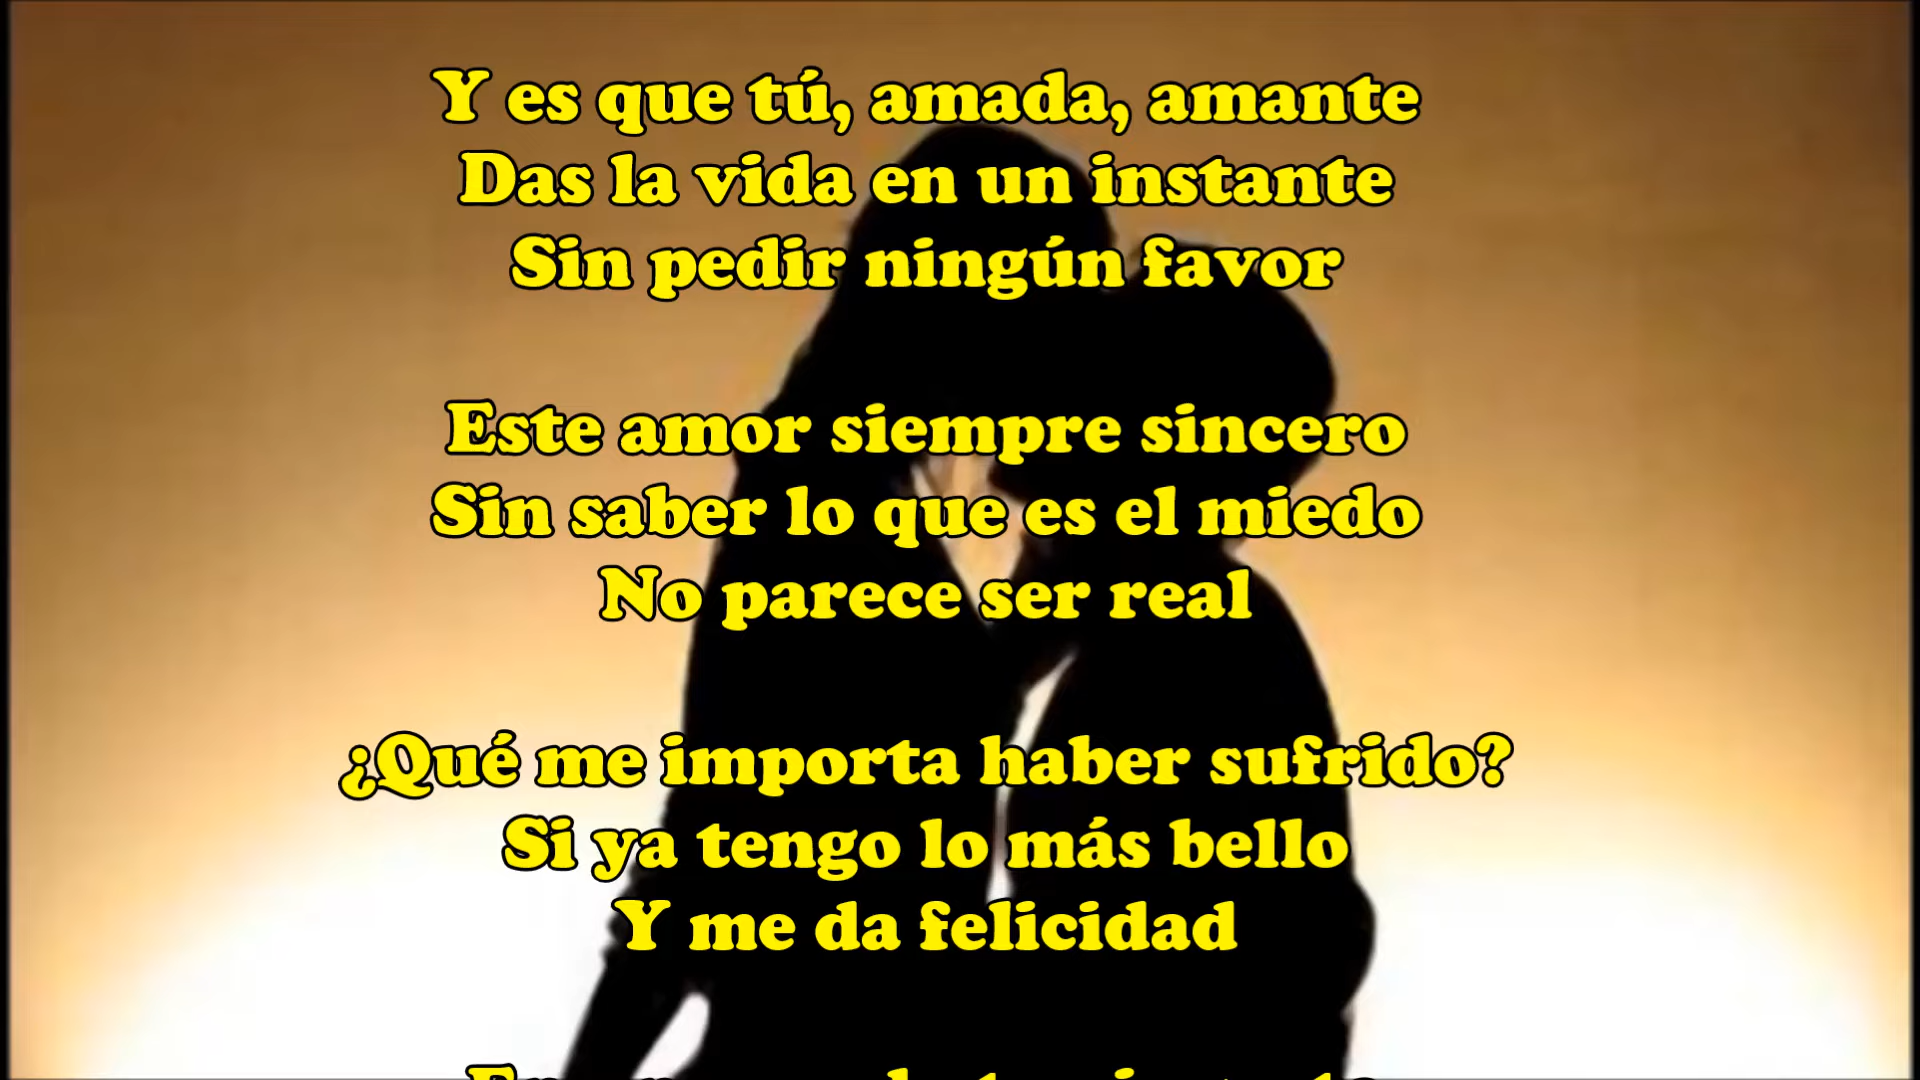 Y es que tú, amada, amante
Das la vida en un instante
Sin pedir ningún favor
Este amor siempre sincero
Sin saber lo que es el miedo
No parece ser real
¿Qué me importa haber sufrido?
Si ya tengo lo más bello
Y me da felicidad